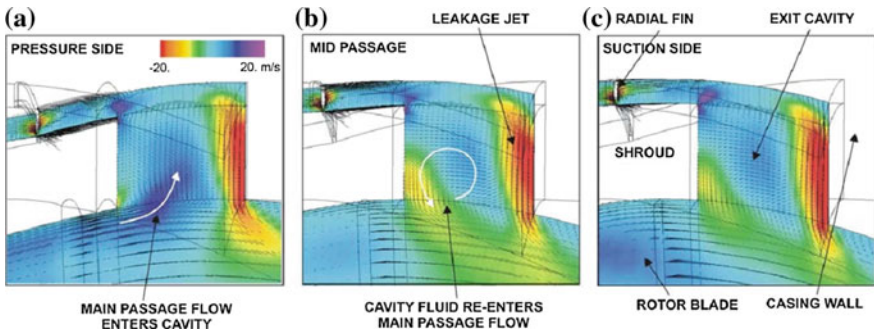 (a)
PRESSURE SIDE
-20.
20. m/s
MAIN PASSAGE FLOW
ENTERS CAVITY
(b)
LEAKAGE JET
MID PASSAGE
CAVITY FLUID RE-ENTERS
MAIN PASSAGE FLOW
(c)
RADIAL FIN
EXIT CAVITY
SUCTION SIDE
SHROUD
ROTOR BLADE
CASING WALL